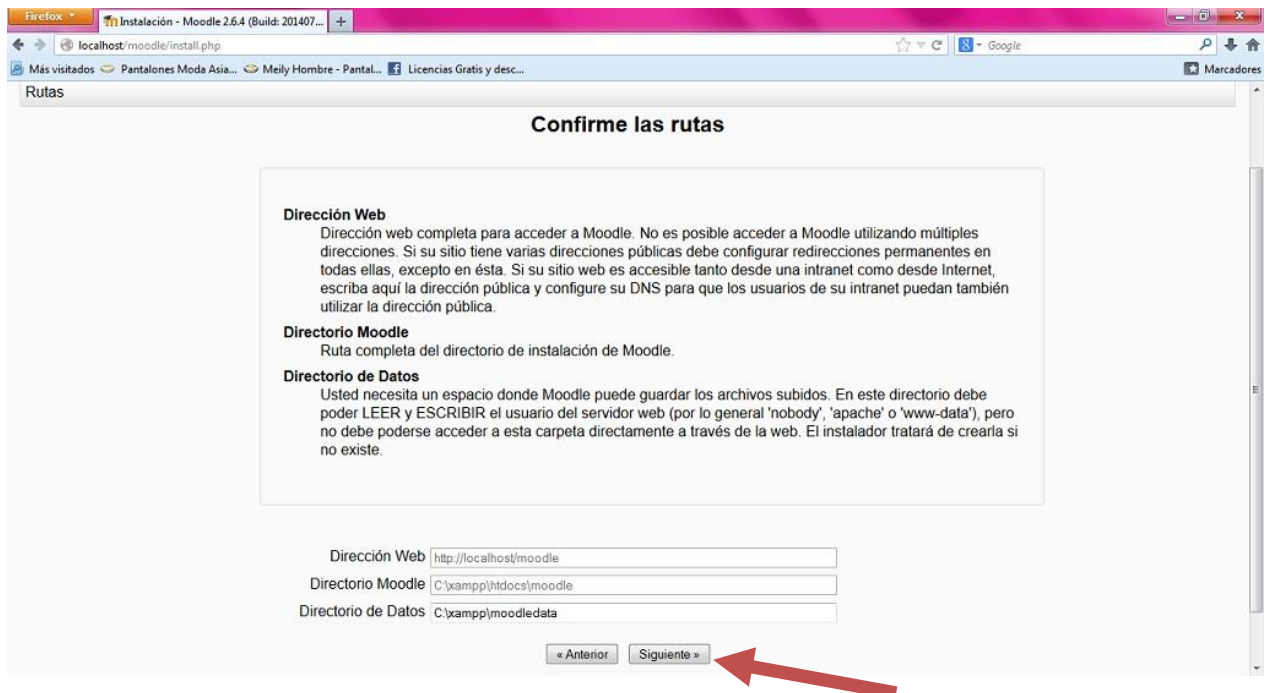 Firefox
Instalación - Moodle 2.6.4 (Build: 201407...
localhost/moodle/install.php
Google
Más visitados Pantalones Moda Asia... Meily Hombre - Pantal... Licencias Gratis y desc... Marcadores
Rutas
Confirme las rutas
Dirección Web
Dirección web completa para acceder a Moodle. No es posible acceder a Moodle utilizando múltiples
direcciones. Si su sitio tiene varias direcciones públicas debe configurar redirecciones permanentes en
todas ellas, excepto en ésta. Si su sitio web es accesible tanto desde una intranet como desde Internet,
escriba aquí la dirección pública y configure su DNS para que los usuarios de su intranet puedan también
utilizar la dirección pública.
Directorio Moodle
Ruta completa del directorio de instalación de Moodle.
Directorio de Datos
Usted necesita un espacio donde Moodle puede guardar los archivos subidos. En este directorio debe
poder LEER y ESCRIBIR el usuario del servidor web (por lo general 'nobody', 'apache' o 'www-data'), pero
no debe poderse acceder a esta carpeta directamente a través de la web. El instalador tratará de crearla si
no existe.
Dirección Web http://localhost/moodle
Directorio Moodle C:\xampp\htdocs\moodle
Directorio de Datos C:\xampp\moodledata
« Anterior Siguiente »